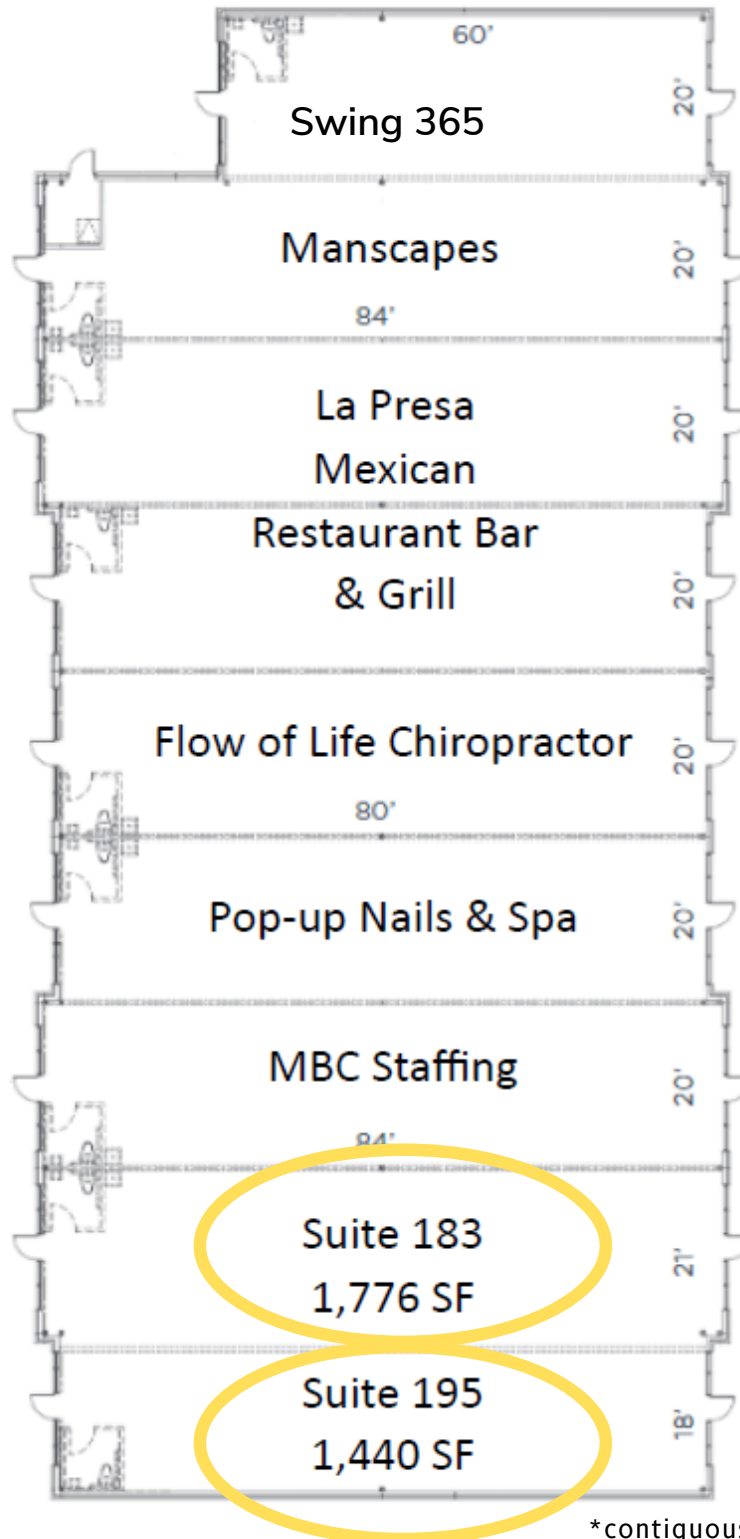 60'
Swing 365
20'
Manscapes
20'
84'
La Presa
20'
Mexican
Restaurant Bar
20'
& Grill
Flow of Life Chiropractor
20'
80'
Pop-up Nails & Spa
20'
MBC Staffing
20'
84'
Suite 183
21'
1,776 SF
Suite 195
18'
1,440 SF
*contiguous